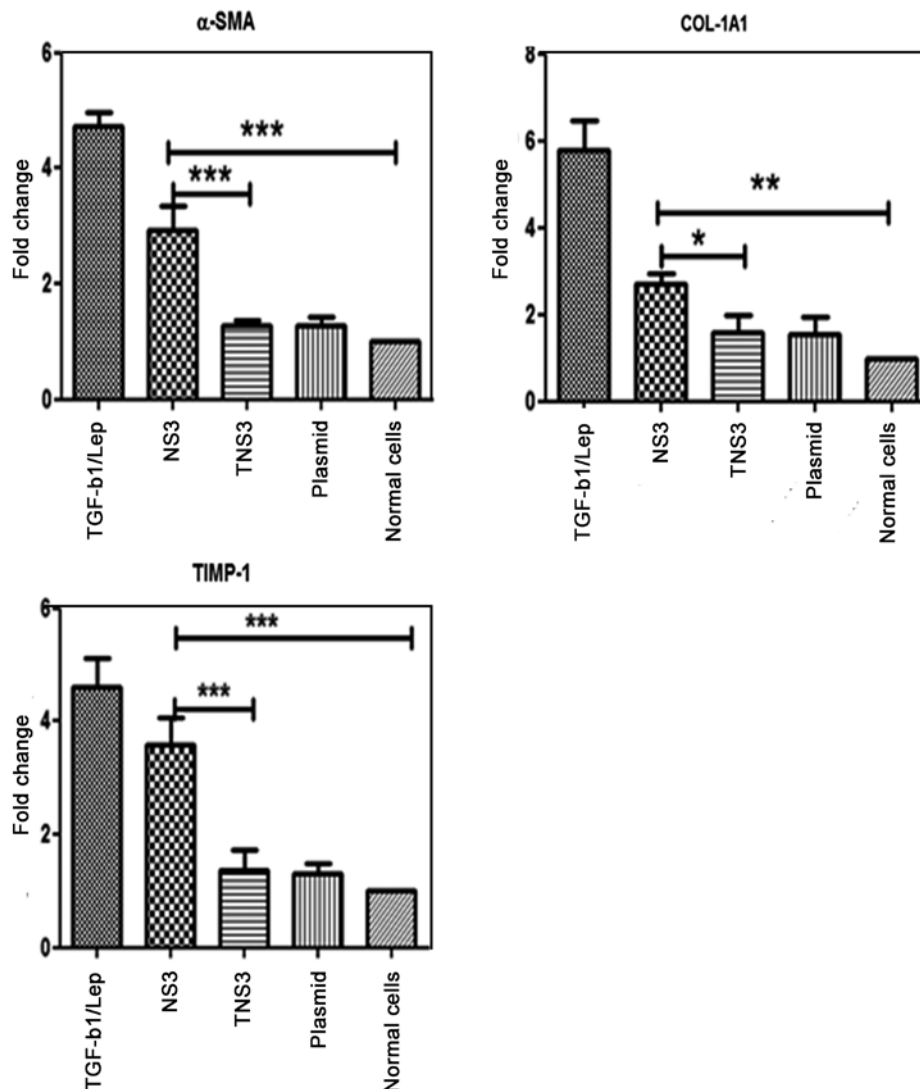 α-SMA
6
4
2
0
Fold change
***
***
TGF-b1/Lep
NS3
TNS3
Plasmid
Normal cells
COL-1A1
8
6
4
2
0
Fold change
**
*
TGF-b1/Lep
NS3
TNS3
Plasmid
Normal cells
TIMP-1
6
4
2
0
Fold change
***
***
TGF-b1/Lep
NS3
TNS3
Plasmid
Normal cells